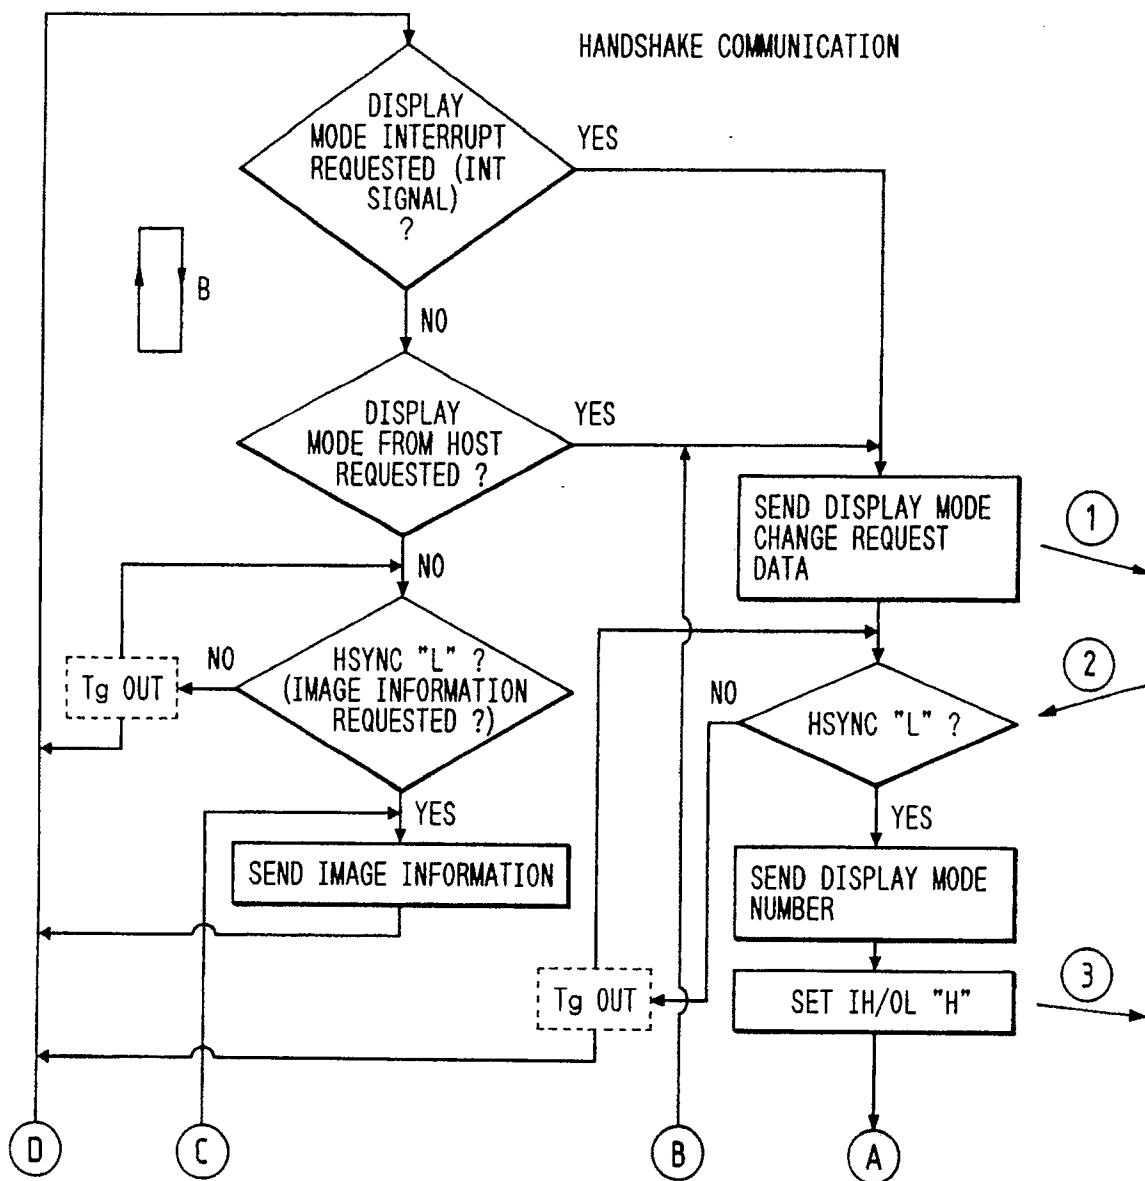 HANDSHAKE COMMUNICATION
DISPLAY
MODE INTERRUPT
REQUESTED (INT
SIGNAL)
?
YES
B
NO
DISPLAY
MODE FROM HOST
REQUESTED ?
YES
NO
SEND DISPLAY MODE
CHANGE REQUEST
DATA
1
HSYNC "L" ?
(IMAGE INFORMATION
REQUESTED ?)
NO
Tg OUT
YES
SEND IMAGE INFORMATION
2
HSYNC "L" ?
NO
YES
SEND DISPLAY MODE
NUMBER
Tg OUT
SET IH/OL "H"
3
D
C
B
A